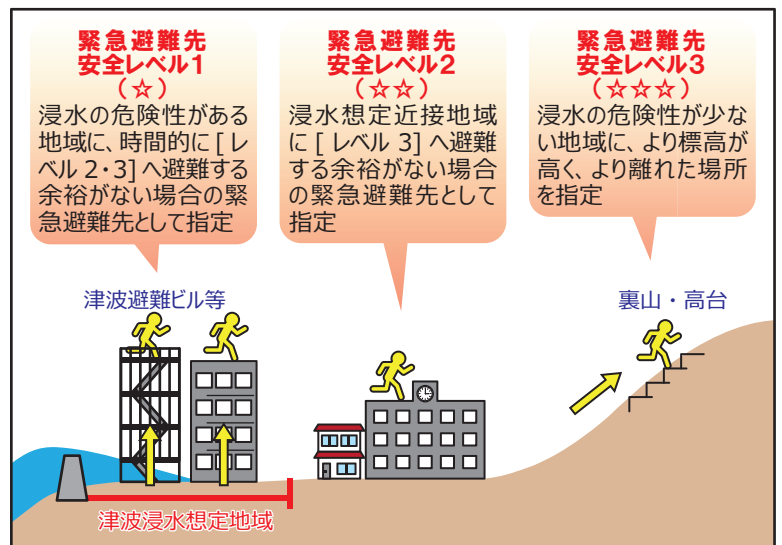 緊急避難先
安全レベル1
(☆)
浸水の危険性がある
地域に、時間的に[レ
ベル2・3]へ避難する
余裕がない場合の緊
急避難先として指定
緊急避難先
安全レベル2
(☆☆)
浸水想定近接地域
に[レベル3]へ避難
する余裕がない場合
の緊急避難先として
指定
緊急避難先
安全レベル3
(☆☆☆)
浸水の危険性が少な
い地域に、より標高が
高く、より離れた場所
を指定
津波避難ビル等
裏山・高台
津波浸水想定地域